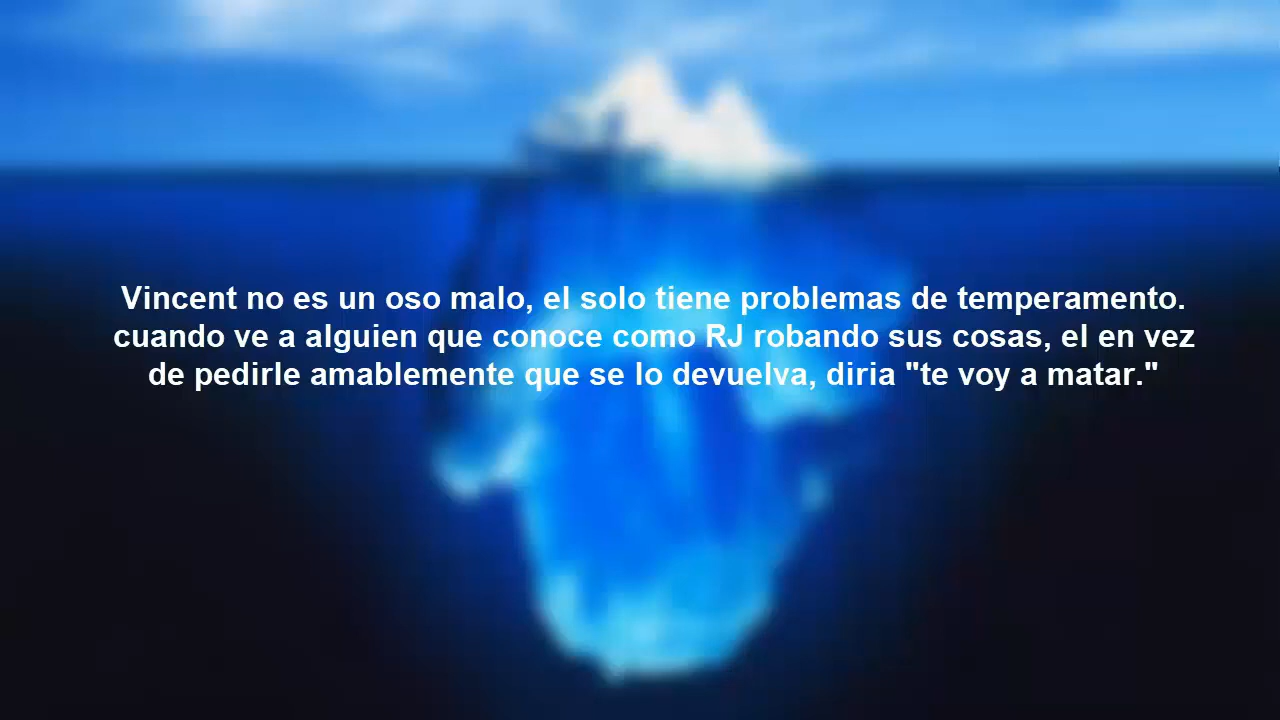 Vincent no es un oso malo, el solo tiene problemas de temperamento.
cuando ve a alguien que conoce como RJ robando sus cosas, el en vez
de pedirle amablemente que se lo devuelva, diria "te voy a matar."